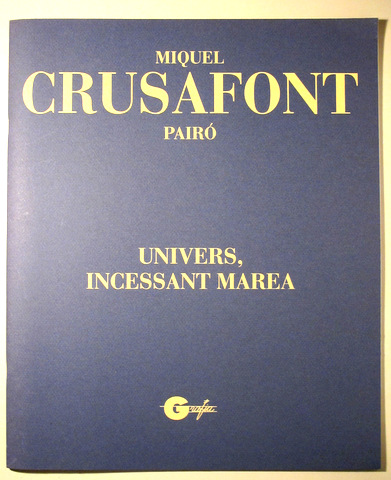 MIQUEL
CRUSAFONT
PAIRÓ
UNIVERS,
INCESSANT MAREA